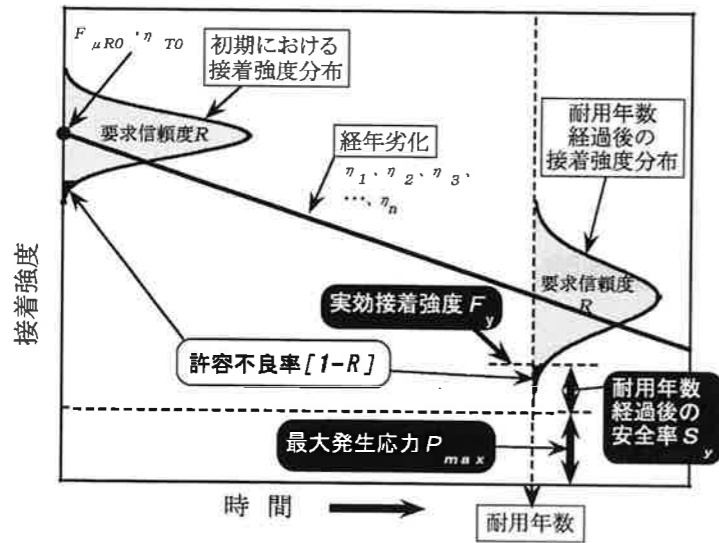 F μR0 、η T0
初期における
接着強度分布
要求信頼度R
経年劣化
η 1 、η 2 、η 3 、
…、η n
耐用年数
経過後の
接着強度分布
要求信頼度
R
接着強度
実効接着強度 F y
許容不良率[1-R]
最大発生応力 P max
耐用年数
経過後の
安全率 S y
時 間
耐用年数